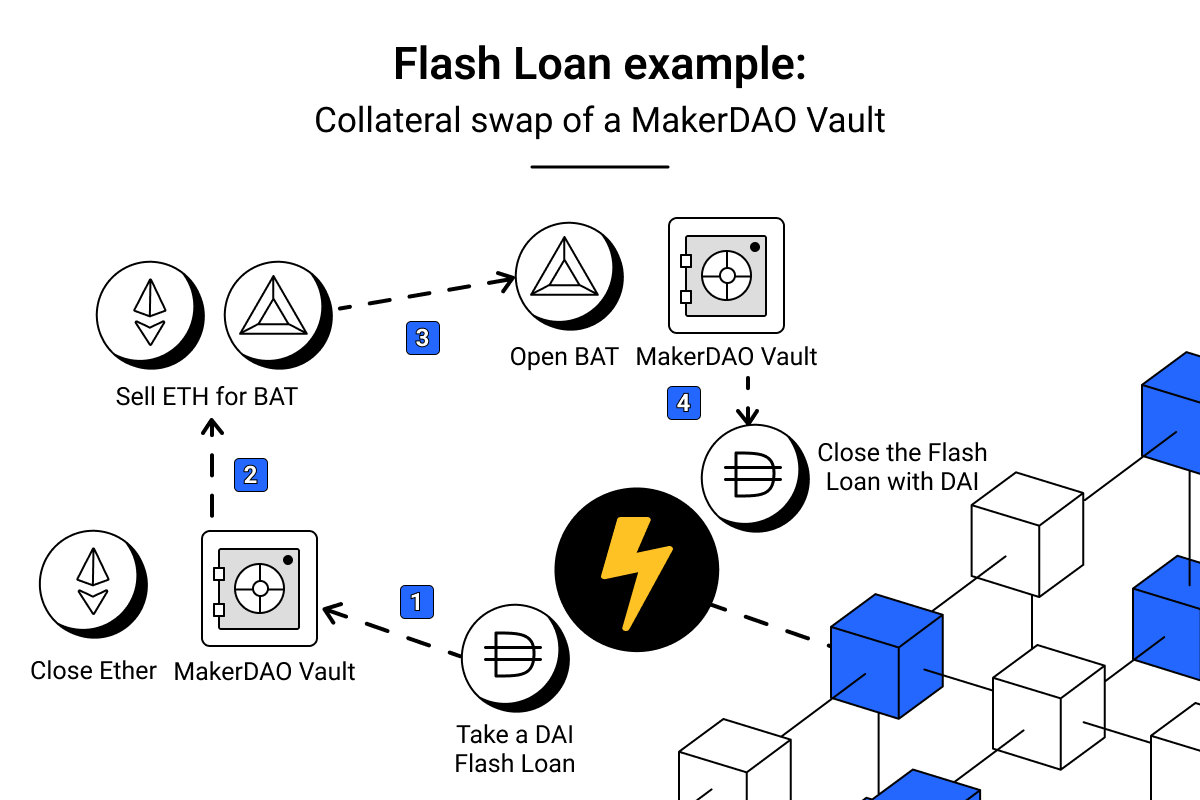 Flash Loan example:
Collateral swap of a MakerDAO Vault
3
Open BAT
MakerDAO Vault
Sell ETH for BAT
4
Close the Flash
Loan with DAI
2
1
Close Ether
MakerDAO Vault
Take a DAI
Flash Loan